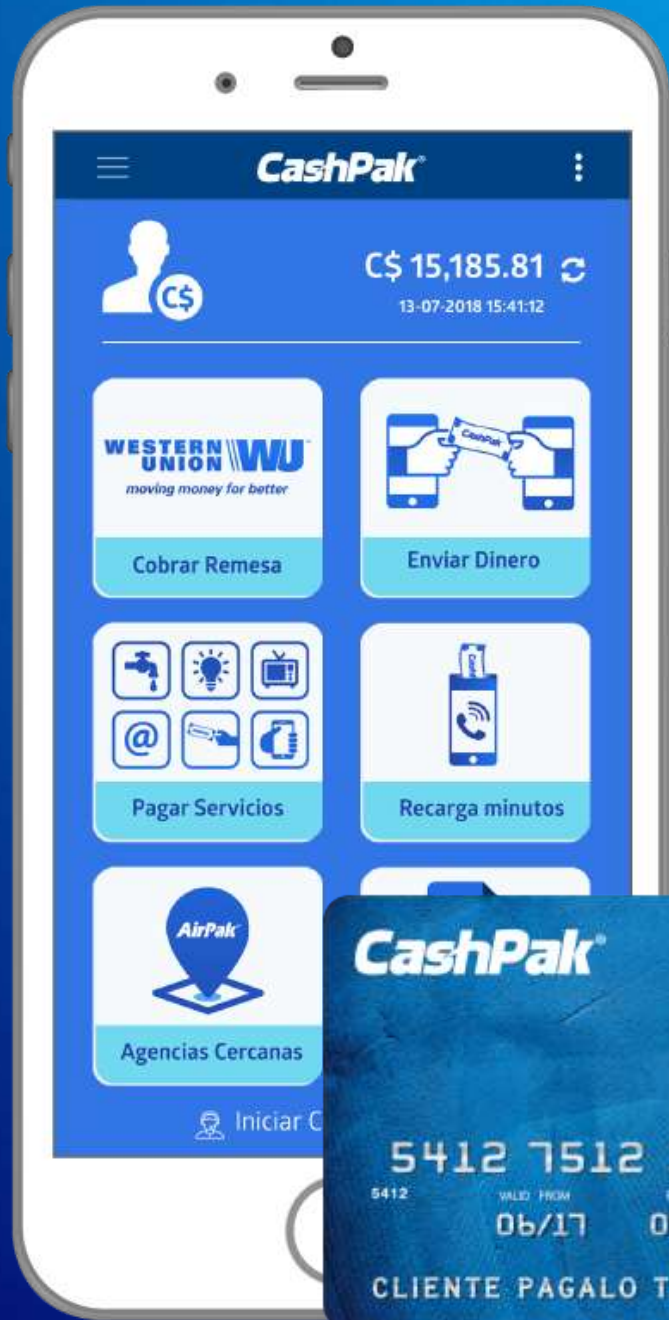 CashPak®
C$ 15,185.81
C$
13-07-2018 15:41:12
WESTERN UNION WU
moving money for better
CashPak
Cobrar Remesa
Enviar Dinero
@
Pagar Servicios
Recarga minutos
AirPak
Agencias Cercanas
Iniciar C
CashPak®
5412 7512
5412
VALID FROM
06/17 0
CLIENTE PAGALO T